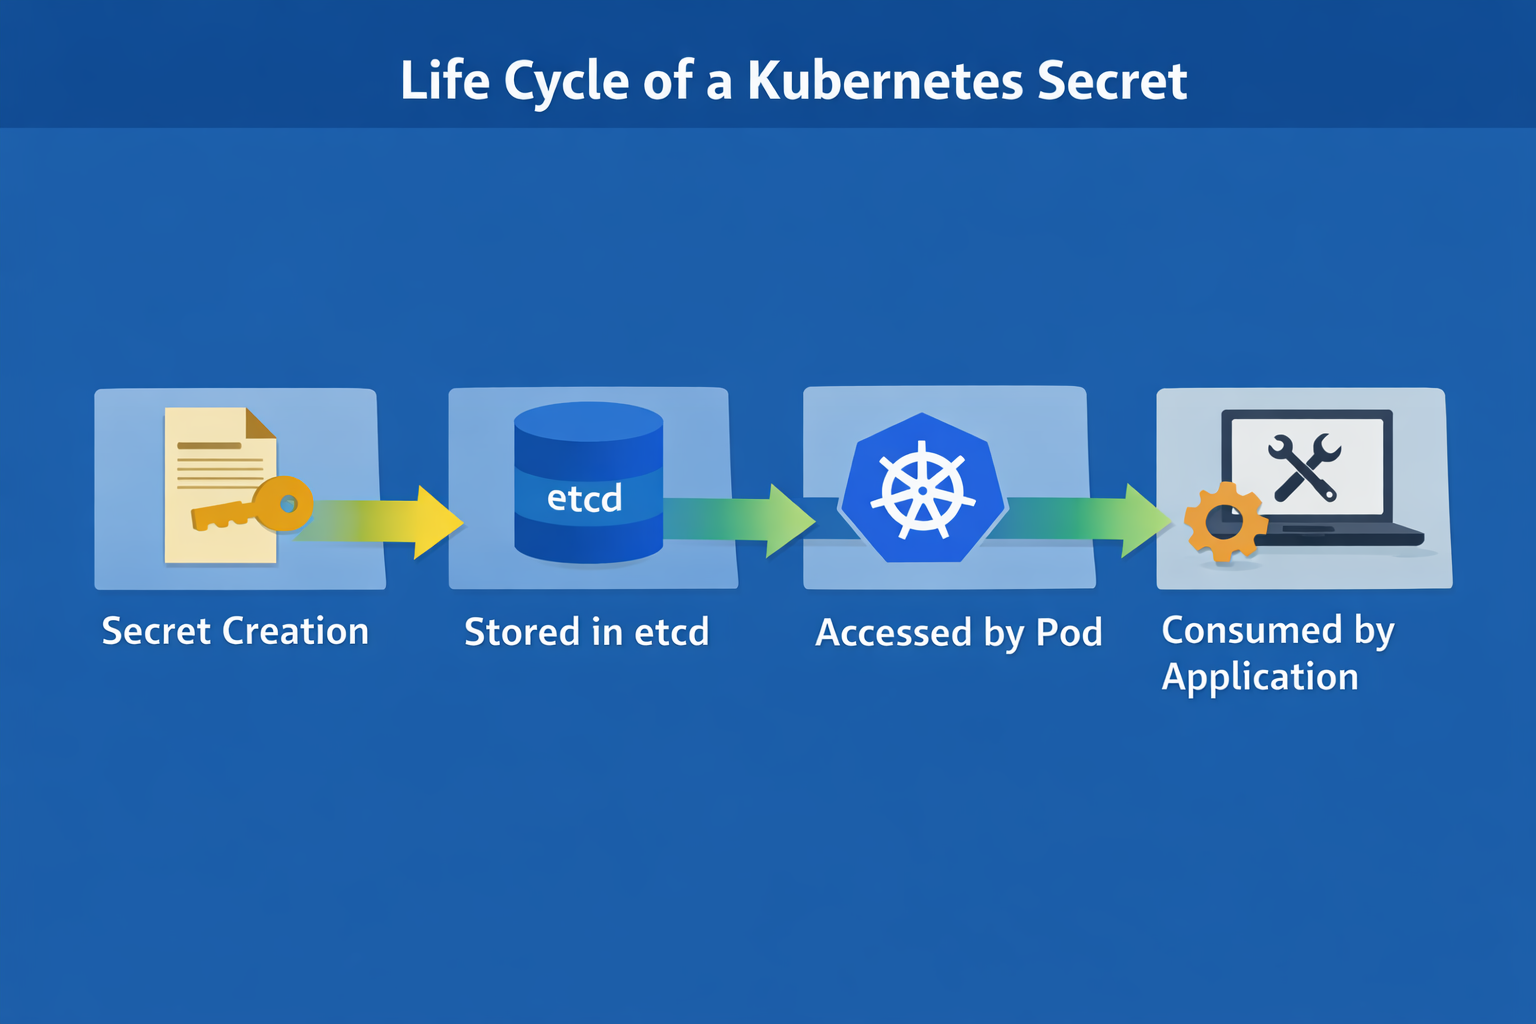 Life Cycle of a Kubernetes Secret
etcd
Secret Creation
Stored in etcd
Accessed by Pod
Consumed by
Application